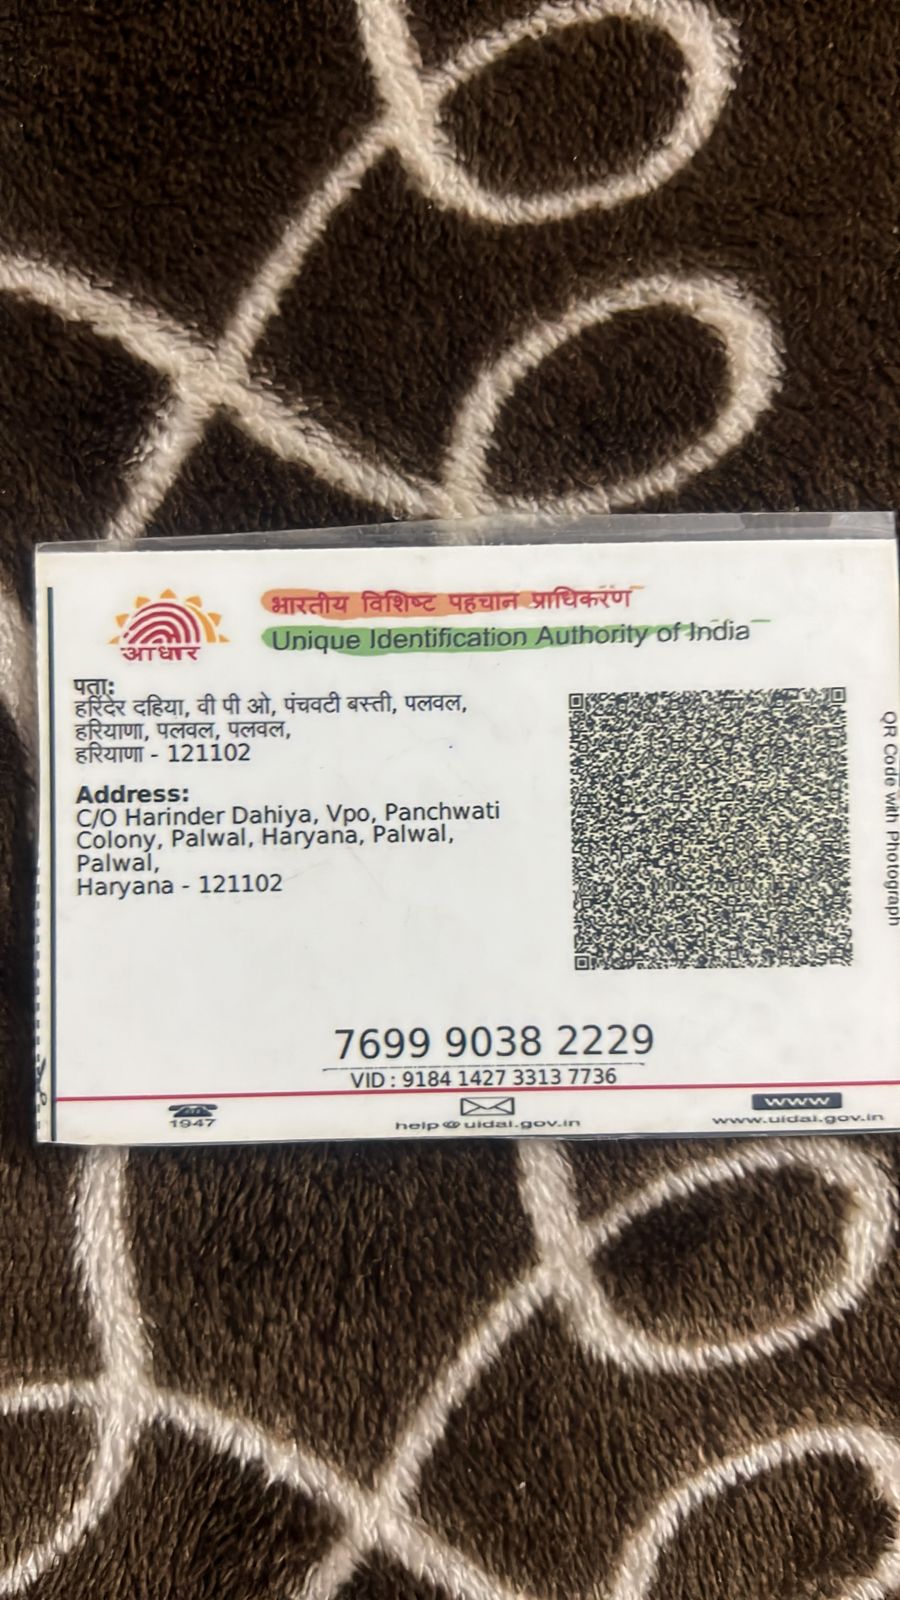 आधार
भारतीय विशिष्ट पहचान प्राधिकरण
Unique Identification Authority of India
पता:
हरिंदर दहिया, वी पी ओ, पंचवटी बस्ती, पलवल,
हरियाणा, पलवल, पलवल,
हरियाणा - 121102
Address:
C/O Harinder Dahiya, Vpo, Panchwati
Colony, Palwal, Haryana, Palwal,
Palwal,
Haryana - 121102
QR Code with Photograph
7699 9038 2229
VID : 9184 1427 3313 7736
1947
help@uidai.gov.in
www
www.uidai.gov.in